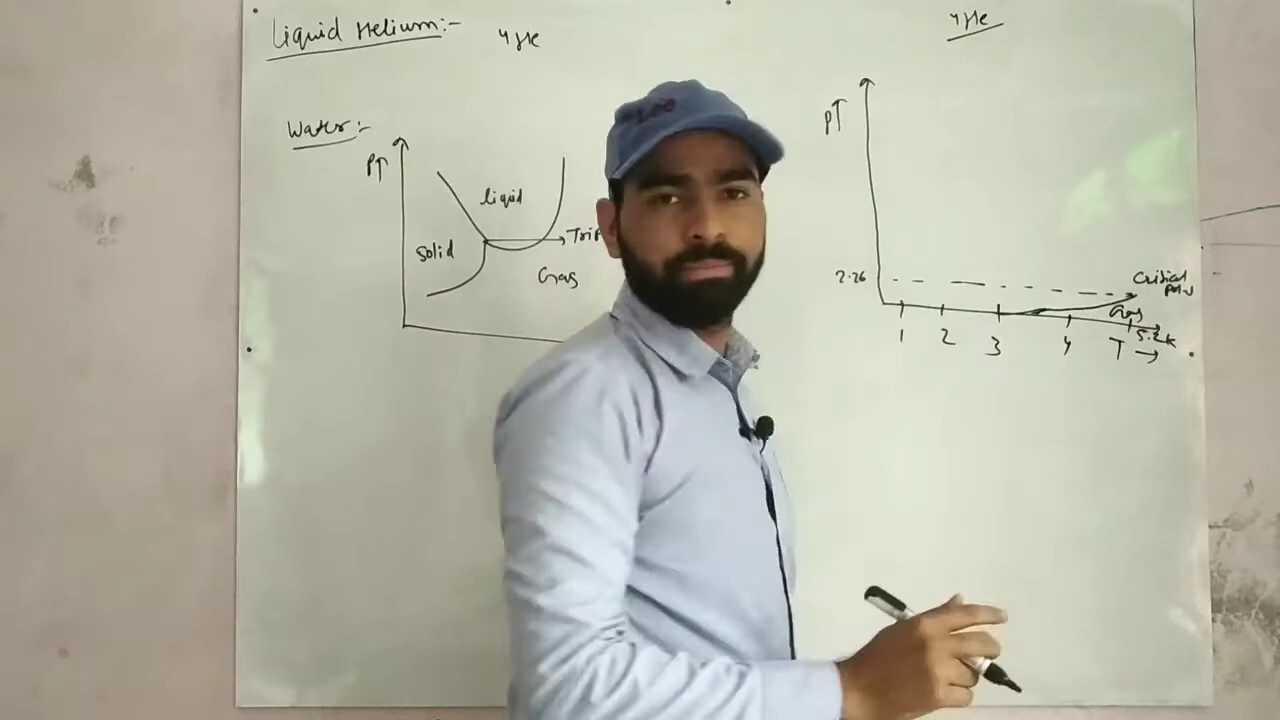 Liquid Helium:-
4He
Water:-
P↑
liquid
Solid
Trip
Gas
4He
P↑
2.26
Critical
Gas
5.2K
1 2 3 4 T →